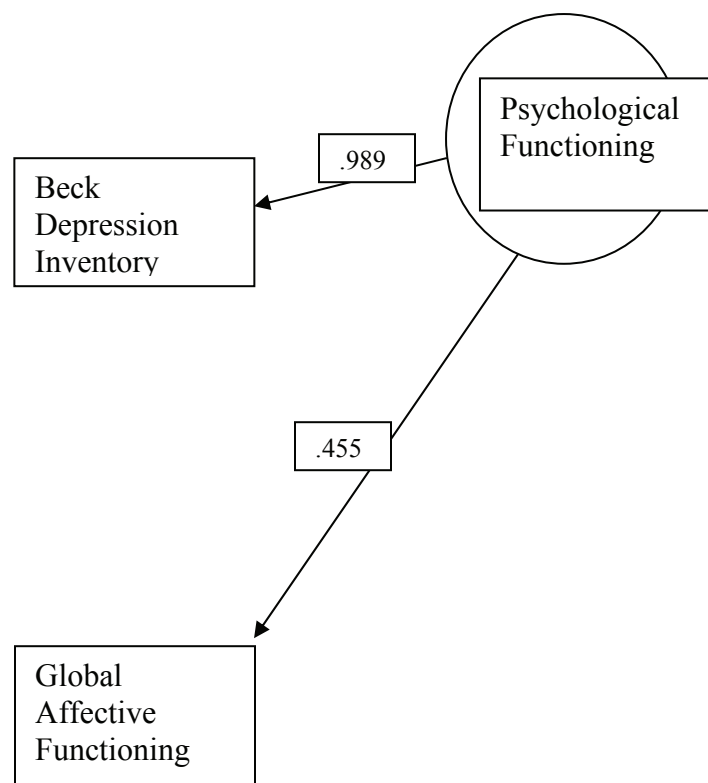 Psychological
Functioning
.989
Beck
Depression
Inventory
.455
Global
Affective
Functioning